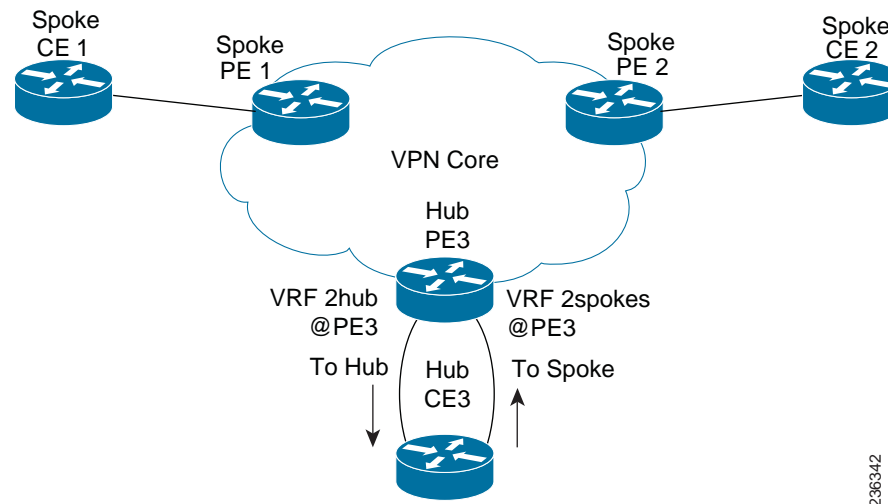 Spoke
CE 1
Spoke
PE 1
Spoke
PE 2
Spoke
CE 2
VPN Core
Hub
PE3
VRF 2hub
@PE3
VRF 2spokes
@PE3
To Hub
Hub
CE3
To Spoke
236342